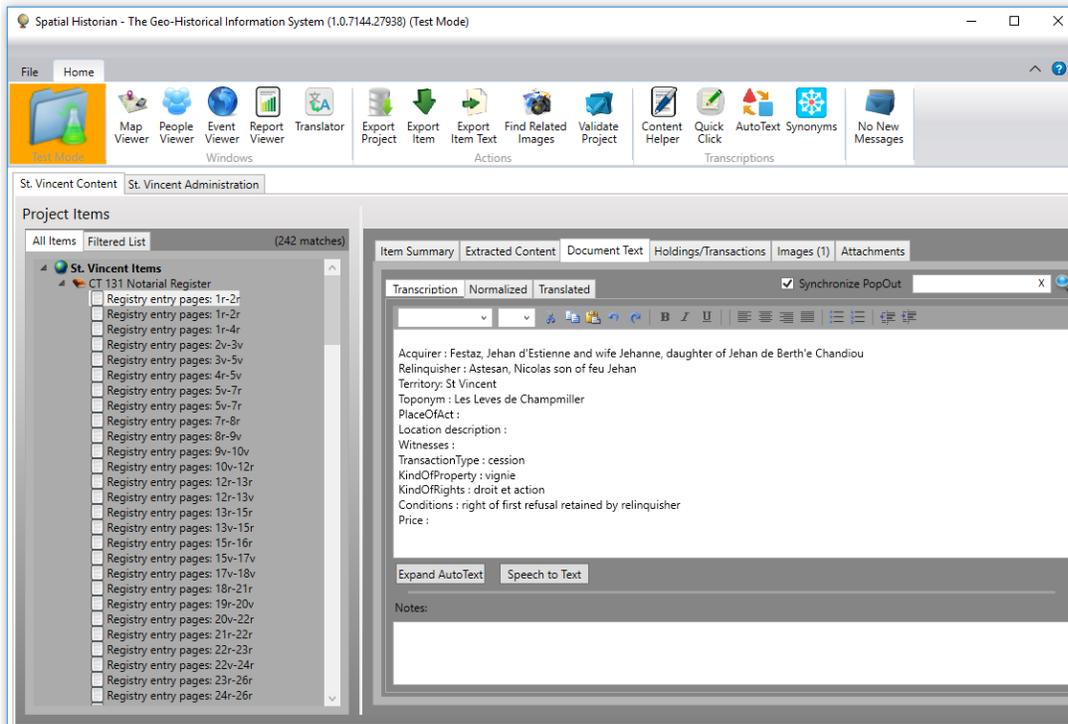 Spatial Historian - The Geo-Historical Information System (1.0.7144.27938) (Test Mode)
File Home
Test Mode
Map Viewer
People Viewer
Event Viewer
Report Viewer
Translator
Windows
Export Project
Export Item
Export Item Text
Find Related Images
Validate Project
Actions
Content Helper
Quick Click
AutoText
Synonyms
Transcriptions
No New Messages
St. Vincent Content St. Vincent Administration
Project Items
All Items Filtered List (242 matches)
St. Vincent Items
CT 131 Notarial Register
Registry entry pages: 1r-2r
Registry entry pages: 1r-2r
Registry entry pages: 1r-4r
Registry entry pages: 2v-3v
Registry entry pages: 3v-5v
Registry entry pages: 4r-5v
Registry entry pages: 5v-7r
Registry entry pages: 5v-7r
Registry entry pages: 7r-8r
Registry entry pages: 8r-9v
Registry entry pages: 9v-10v
Registry entry pages: 10v-12r
Registry entry pages: 12r-13r
Registry entry pages: 12r-13v
Registry entry pages: 13r-15r
Registry entry pages: 13v-15r
Registry entry pages: 15r-16r
Registry entry pages: 15v-17v
Registry entry pages: 17v-18v
Registry entry pages: 18r-21r
Registry entry pages: 19r-20v
Registry entry pages: 20v-22r
Registry entry pages: 21r-22r
Registry entry pages: 22r-23r
Registry entry pages: 22v-24r
Registry entry pages: 23r-26r
Registry entry pages: 24r-26r
Item Summary Extracted Content Document Text Holdings/Transactions Images (1) Attachments
Transcription Normalized Translated
Synchronize PopOut X
B I U
Acquirer : Festaz, Jehan d'Estienne and wife Jehanne, daughter of Jehan de Berth'e Chandiou
Relinquisher : Astesan, Nicolas son of feu Jehan
Territory: St Vincent
Toponym : Les Leves de Champmiller
PlaceOfAct :
Location description :
Witnesses :
TransactionType : cession
KindOfProperty : vignie
KindOfRights : droit et action
Conditions : right of first refusal retained by relinquisher
Price :
Expand AutoText Speech to Text
Notes: